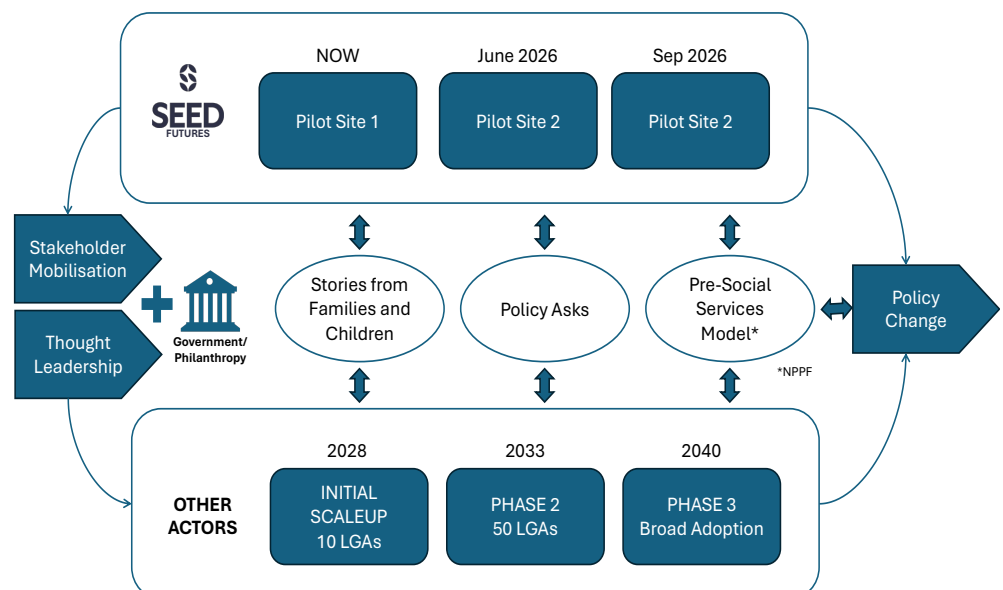 NOW
June 2026
Sep 2026
SEED
FUTURES
Pilot Site 1
Pilot Site 2
Pilot Site 2
Stakeholder
Mobilisation
Thought
Leadership
Government/
Philanthropy
Stories from
Families and
Children
Policy Asks
Pre-Social
Services
Model*
*NPPF
Policy
Change
OTHER
ACTORS
2028
INITIAL
SCALEUP
10 LGAs
2033
PHASE 2
50 LGAs
2040
PHASE 3
Broad Adoption